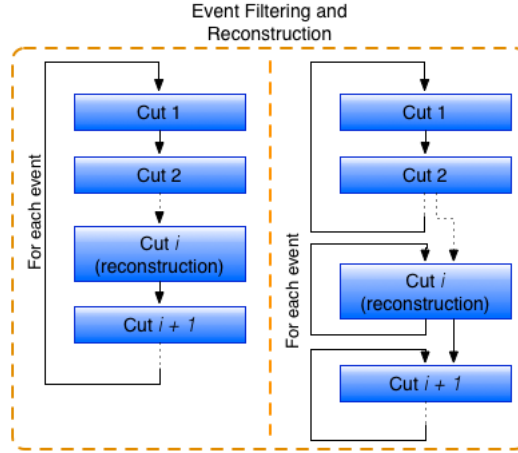 Event Filtering and
Reconstruction
For each event
Cut 1
Cut 2
Cut i
(reconstruction)
Cut i + 1
For each event
Cut 1
Cut 2
Cut i
(reconstruction)
Cut i + 1